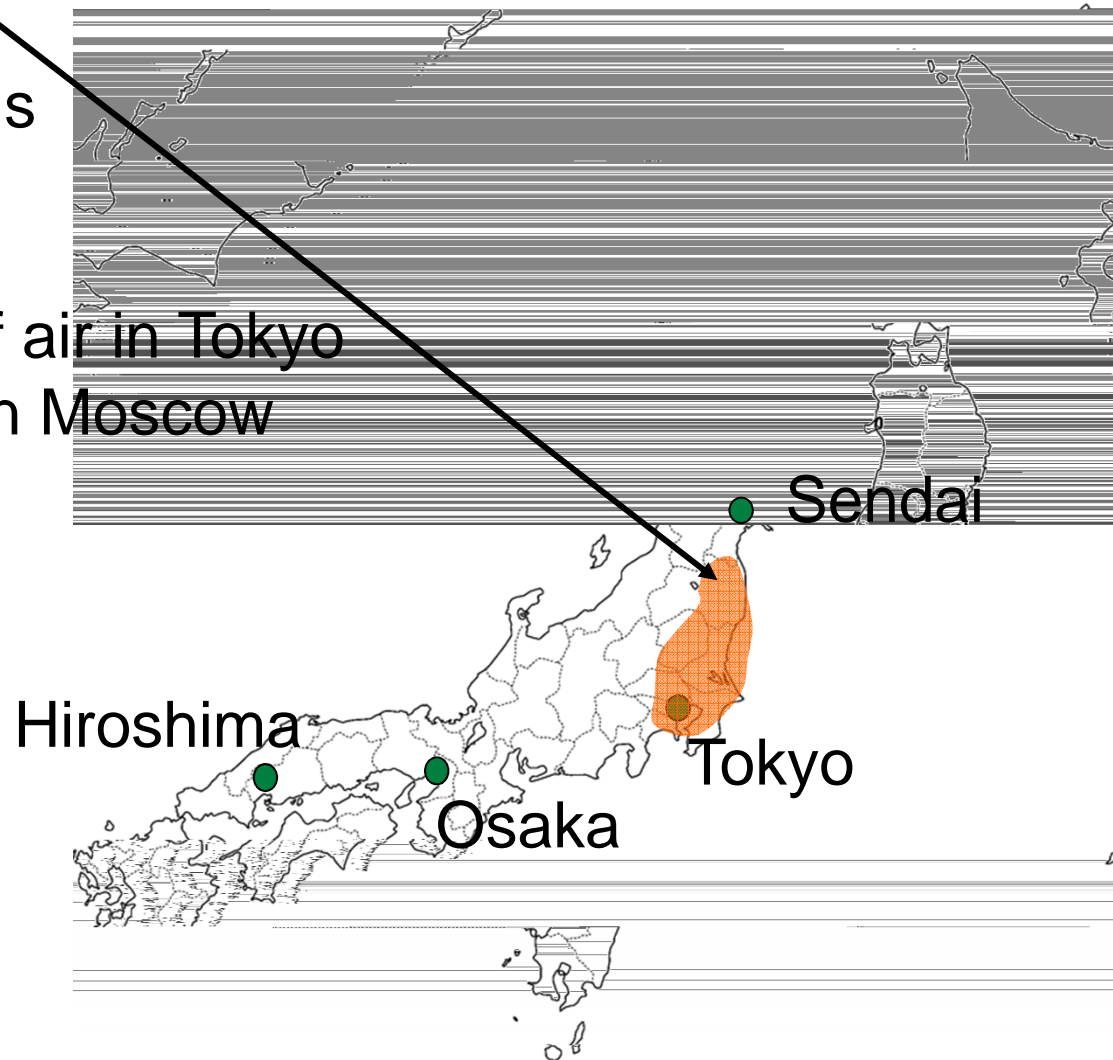 s
f air in Tokyo
n Moscow
Sendai
Hiroshima
Tokyo
Osaka